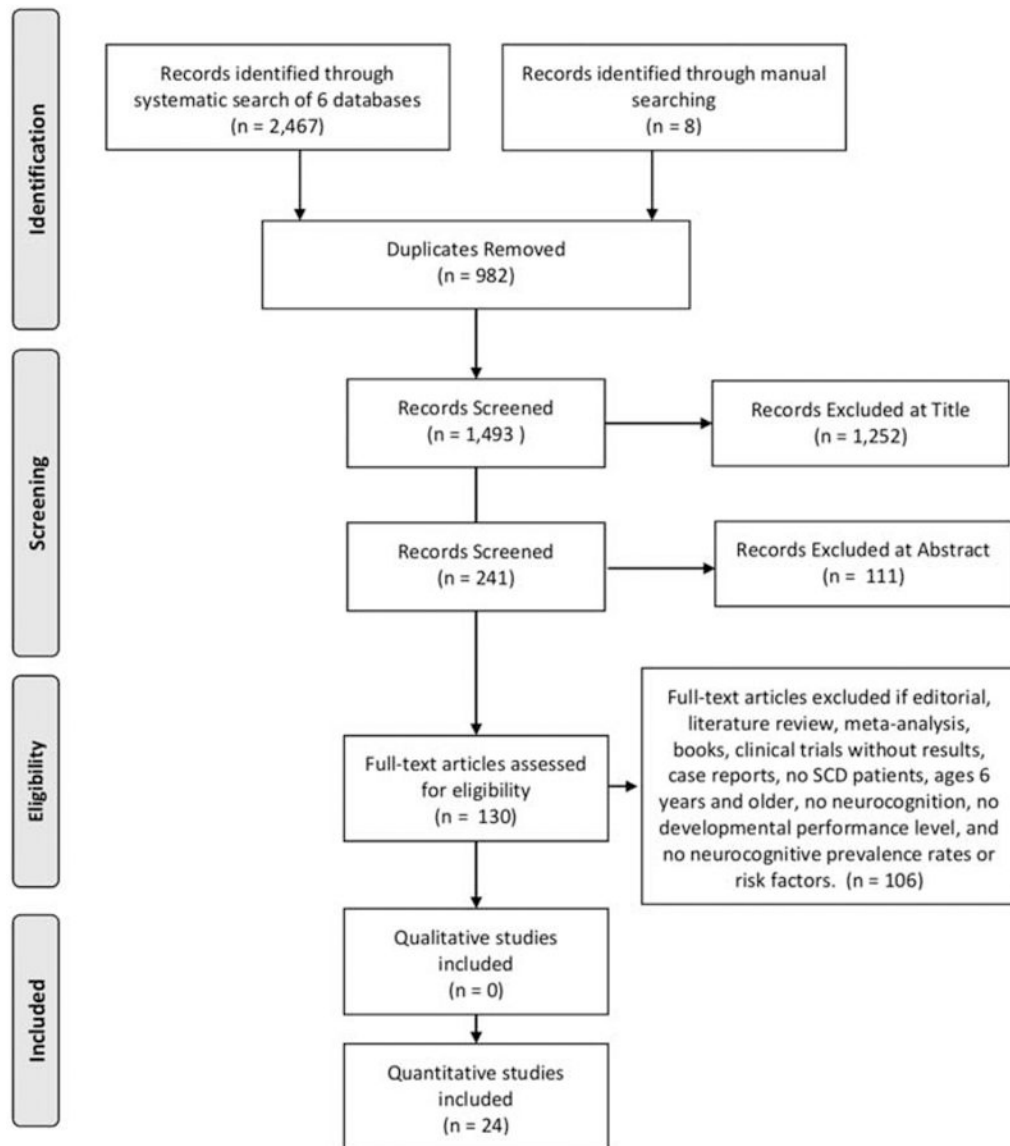 Identification
Records identified through
systematic search of 6 databases
(n = 2,467)
Records identified through manual
searching
(n = 8)
Duplicates Removed
(n = 982)
Screening
Records Screened
(n = 1,493 )
Records Excluded at Title
(n = 1,252)
Records Screened
(n = 241)
Records Excluded at Abstract
(n = 111)
Eligibility
Full-text articles assessed
for eligibility
(n = 130)
Full-text articles excluded if editorial,
literature review, meta-analysis,
books, clinical trials without results,
case reports, no SCD patients, ages 6
years and older, no neurocognition, no
developmental performance level, and
no neurocognitive prevalence rates or
risk factors. (n = 106)
Included
Qualitative studies
included
(n = 0)
Quantitative studies
included
(n = 24)